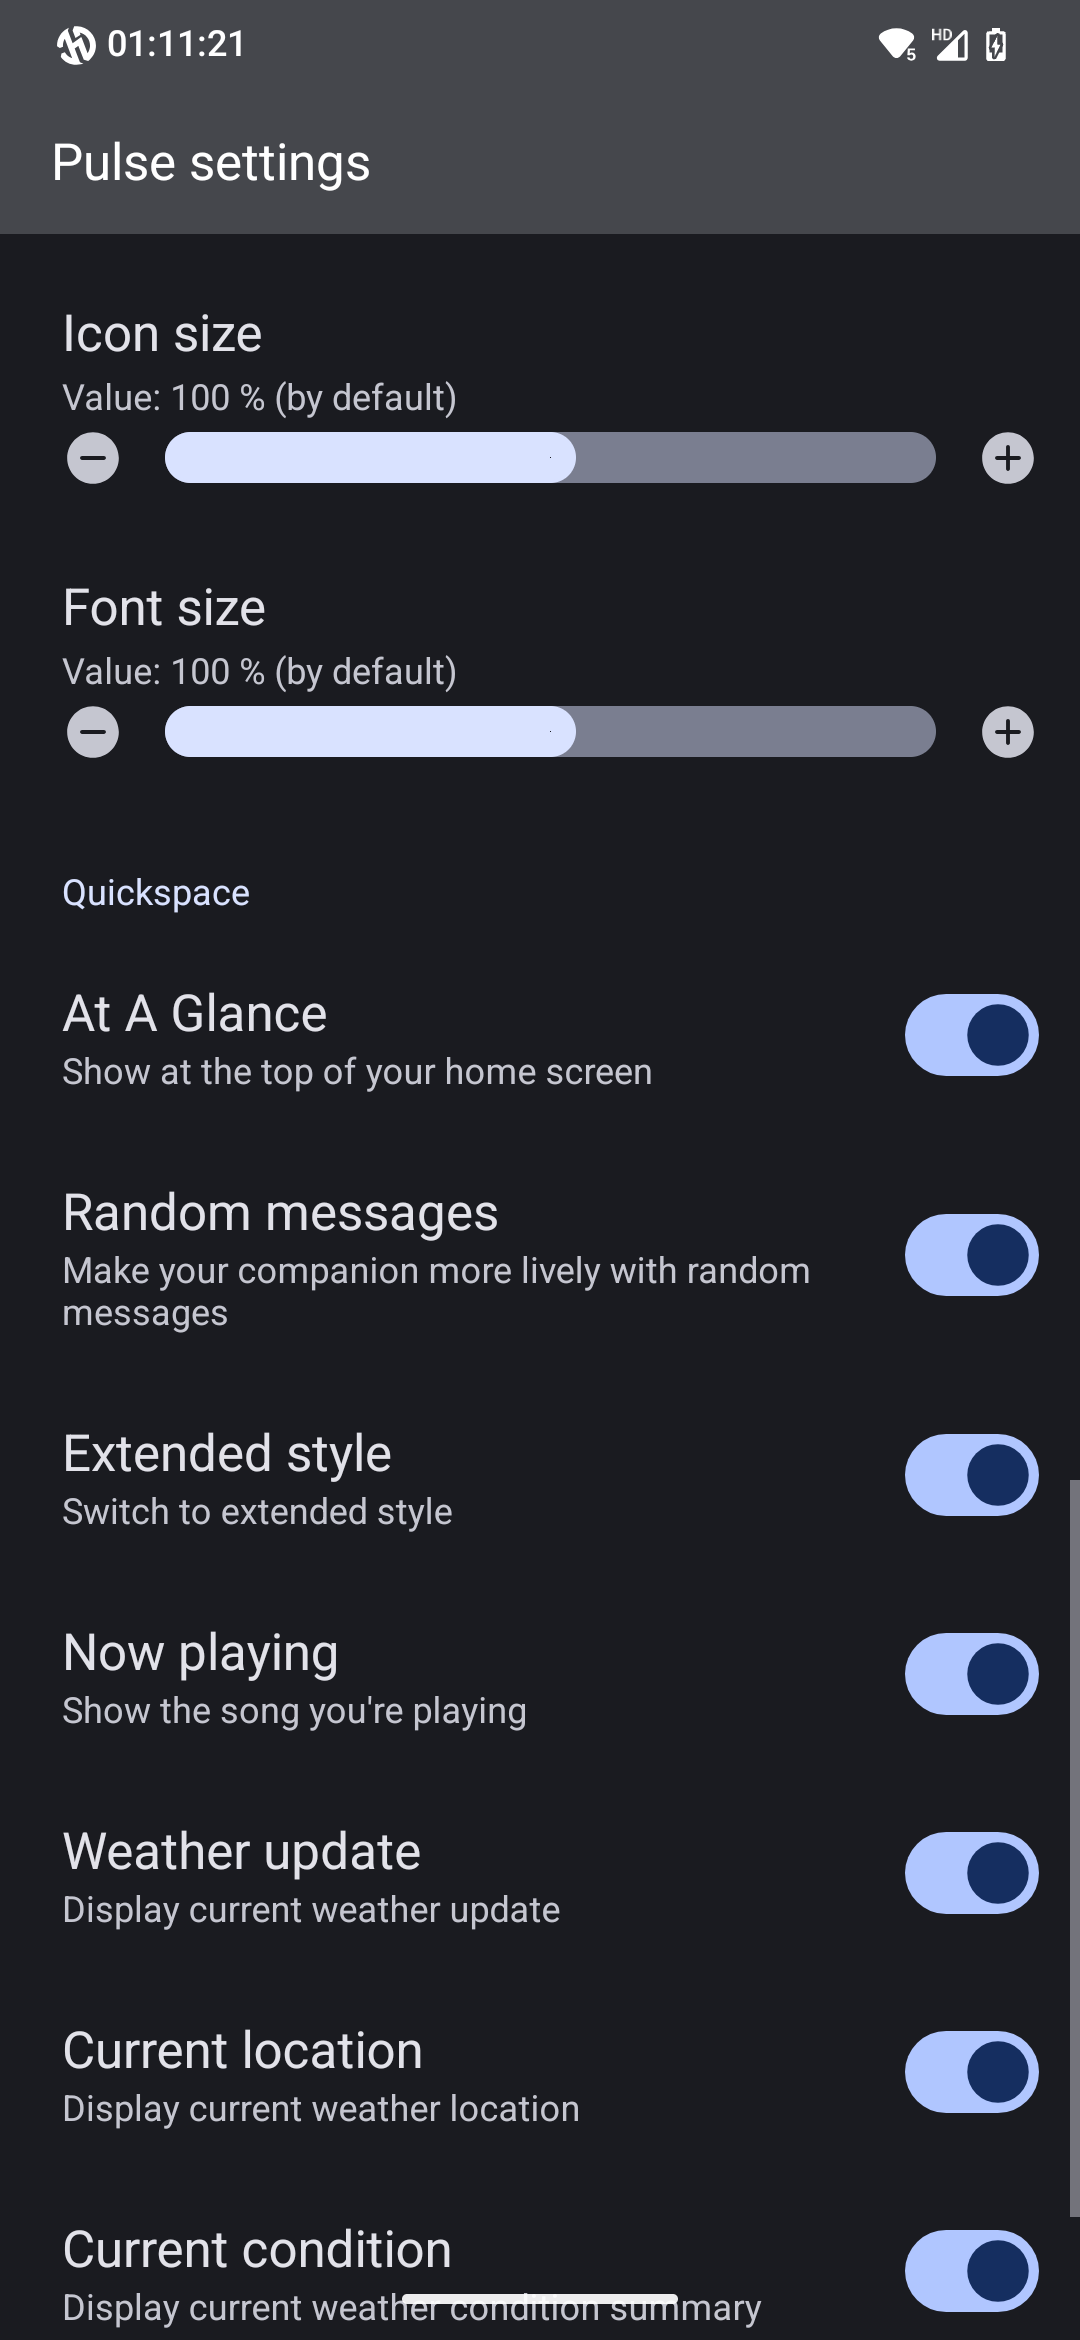 01:11:21
5
HD
Pulse settings
Icon size
Value: 100 % (by default)
Font size
Value: 100 % (by default)
Quickspace
At A Glance
Show at the top of your home screen
Random messages
Make your companion more lively with random
messages
Extended style
Switch to extended style
Now playing
Show the song you're playing
Weather update
Display current weather update
Current location
Display current weather location
Current condition
Display current weather condition summary